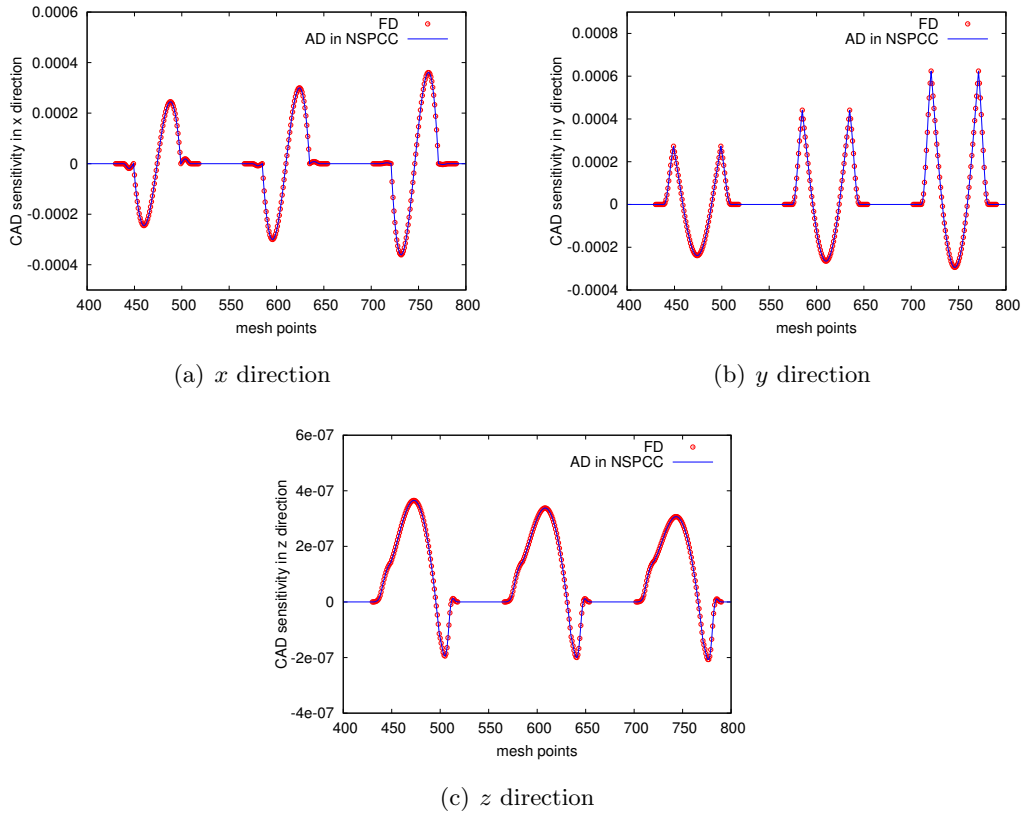 0.0006
0.0004
0.0002
0
-0.0002
-0.0004
400 450 500 550 600 650 700 750 800
CAD sensitivity in x direction
mesh points
FD
AD in NSPCC
(a) x direction
0.0008
0.0006
0.0004
0.0002
0
-0.0002
-0.0004
400 450 500 550 600 650 700 750 800
CAD sensitivity in y direction
mesh points
FD
AD in NSPCC
(b) y direction
6e-07
4e-07
2e-07
0
-2e-07
-4e-07
400 450 500 550 600 650 700 750 800
CAD sensitivity in z direction
mesh points
FD
AD in NSPCC
(c) z direction